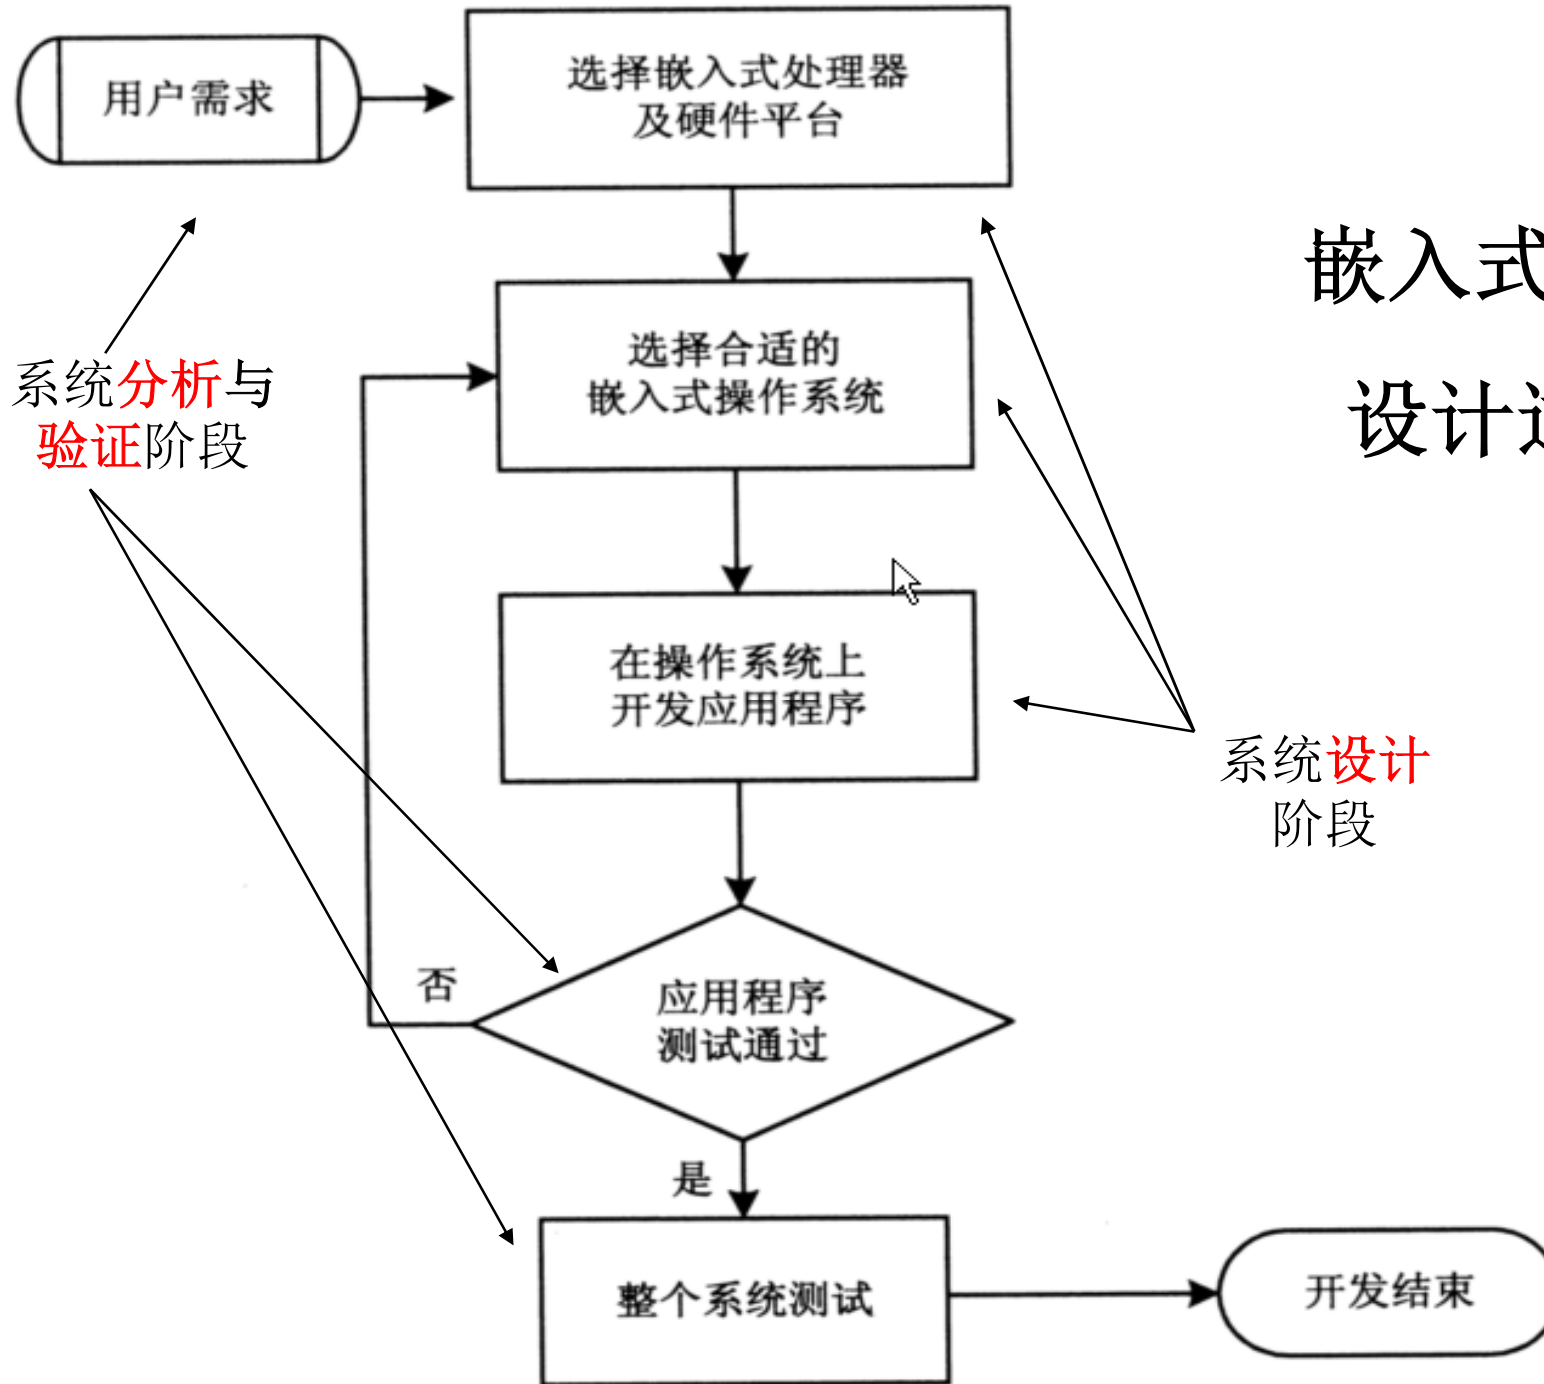 用户需求
选择嵌入式处理器
及硬件平台
嵌入式
设计
选择合适的
嵌入式操作系统
系统分析与
验证阶段
在操作系统上
开发应用程序
系统设计
阶段
否
应用程序
测试通过
是
整个系统测试
开发结束